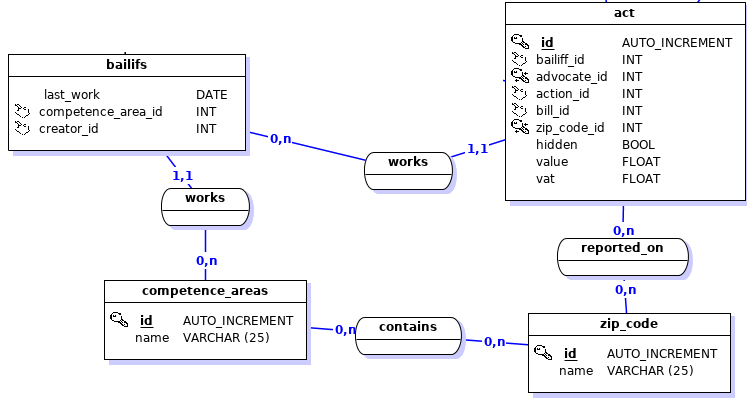 act
id AUTO_INCREMENT
bailiff_id INT
advocate_id INT
action_id INT
bill_id INT
zip_code_id INT
hidden BOOL
value FLOAT
vat FLOAT
bailifs
last_work DATE
competence_area_id INT
creator_id INT
0,n
works
1,1
1,1
works
0,n
0,n
reported_on
0,n
competence_areas
id AUTO_INCREMENT
name VARCHAR (25)
0,n
contains
0,n
zip_code
id AUTO_INCREMENT
name VARCHAR (25)